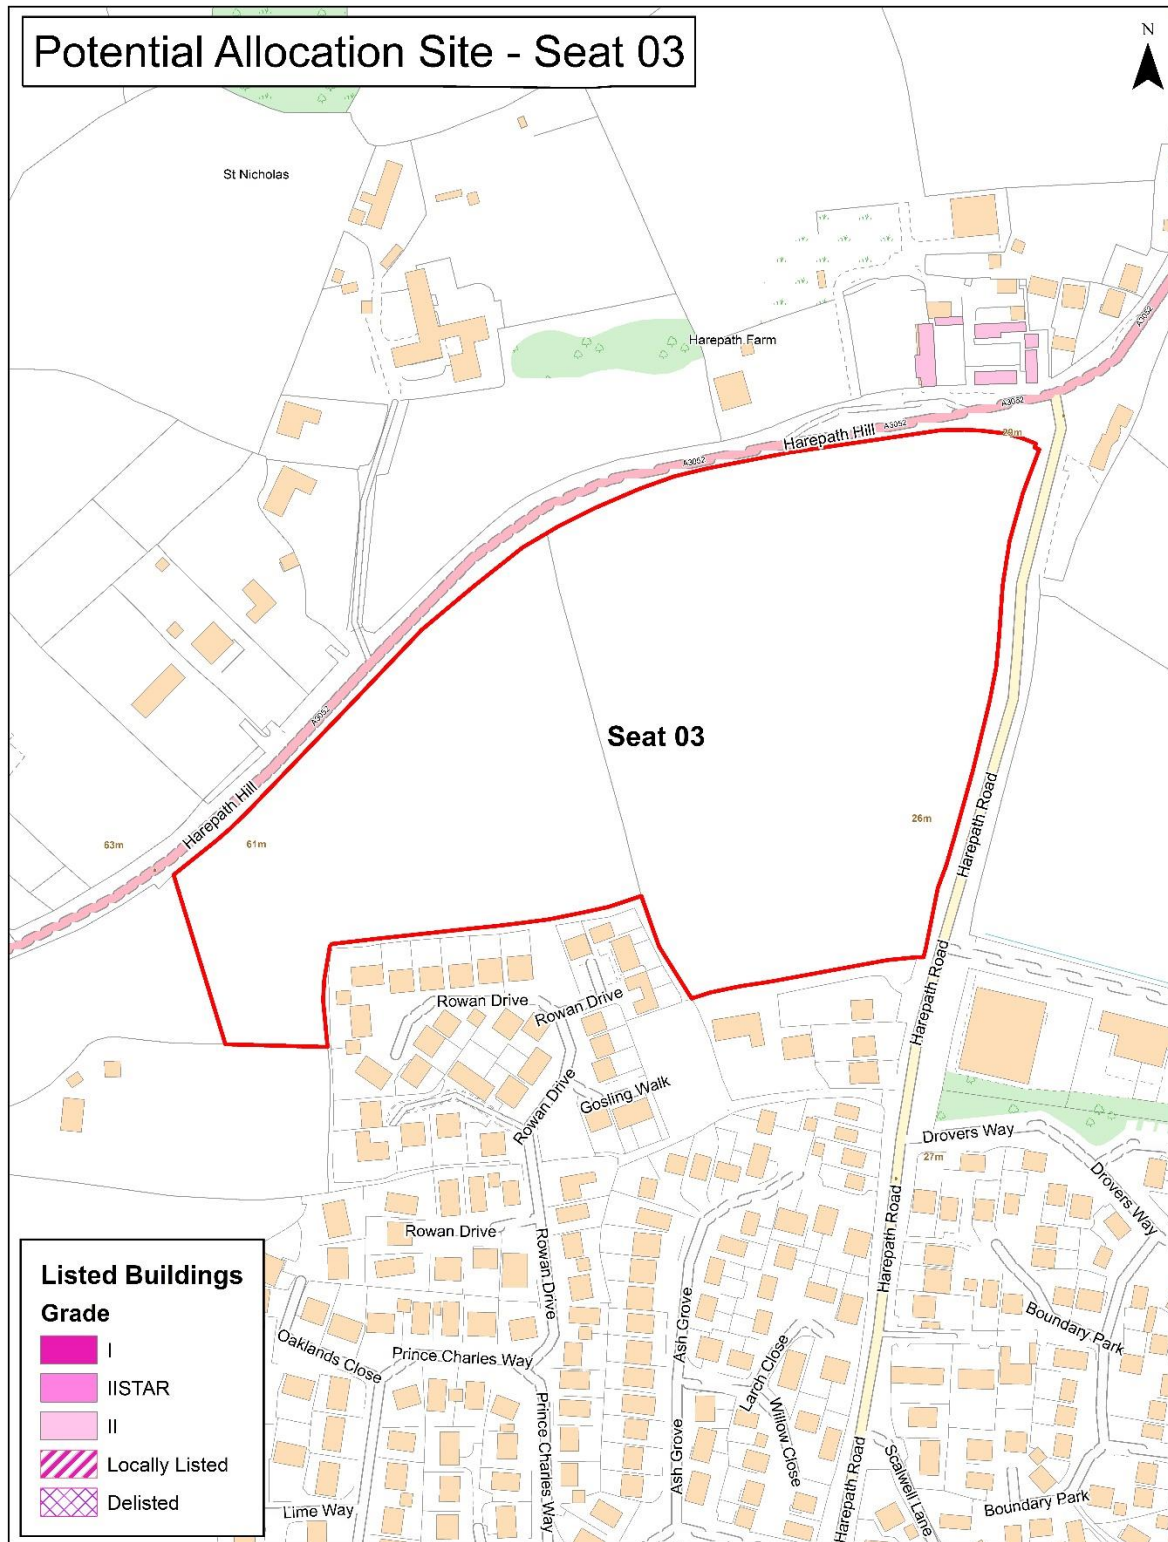 Potential Allocation Site - Seat 03
N
St Nicholas
A3052
Harepath Farm
A3052
A3052
29m
Harepath Hill
A3052
A3052
Seat 03
Harepath Hill
Harepath Road
63m
61m
26m
Harepath Road
Rowan Drive
Rowan Drive
Rowan Drive
Gosling Walk
Drovers Way
27m
Drovers Way
Harepath Road
Rowan Drive
Rowan Drive
Ash Grove
Boundary Park
Oaklands Close
Prince Charles Way
Larch Close
Willow Close
Prince Charles Way
Ash Grove
Harepath Road
Scalwell Lane
Boundary Park
Lime Way
Listed Buildings
Grade
I
IISTAR
II
Locally Listed
Delisted